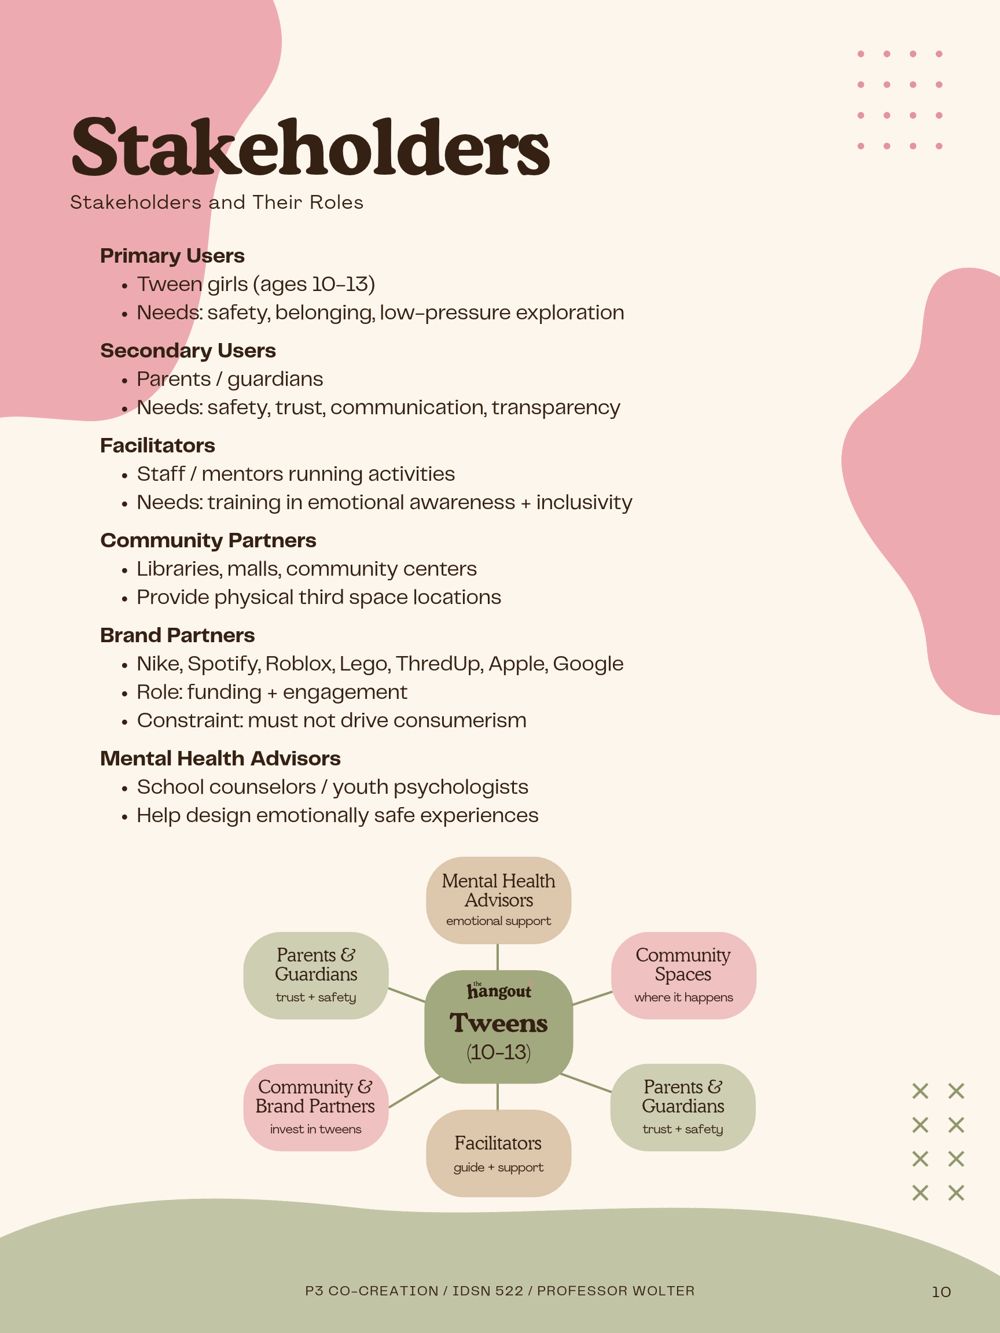 Stakeholders
Stakeholders and Their Roles
Primary Users
• Tween girls (ages 10–13)
• Needs: safety, belonging, low-pressure exploration
Secondary Users
• Parents / guardians
• Needs: safety, trust, communication, transparency
Facilitators
• Staff / mentors running activities
• Needs: training in emotional awareness + inclusivity
Community Partners
• Libraries, malls, community centers
• Provide physical third space locations
Brand Partners
• Nike, Spotify, Roblox, Lego, ThredUp, Apple, Google
• Role: funding + engagement
• Constraint: must not drive consumerism
Mental Health Advisors
• School counselors / youth psychologists
• Help design emotionally safe experiences
Mental Health
Advisors
emotional support
Parents &
Guardians
trust + safety
Community
Spaces
where it happens
the
hangout
Tweens
(10–13)
Community &
Brand Partners
invest in tweens
Parents &
Guardians
trust + safety
Facilitators
guide + support
P3 CO-CREATION / IDSN 522 / PROFESSOR WOLTER
10